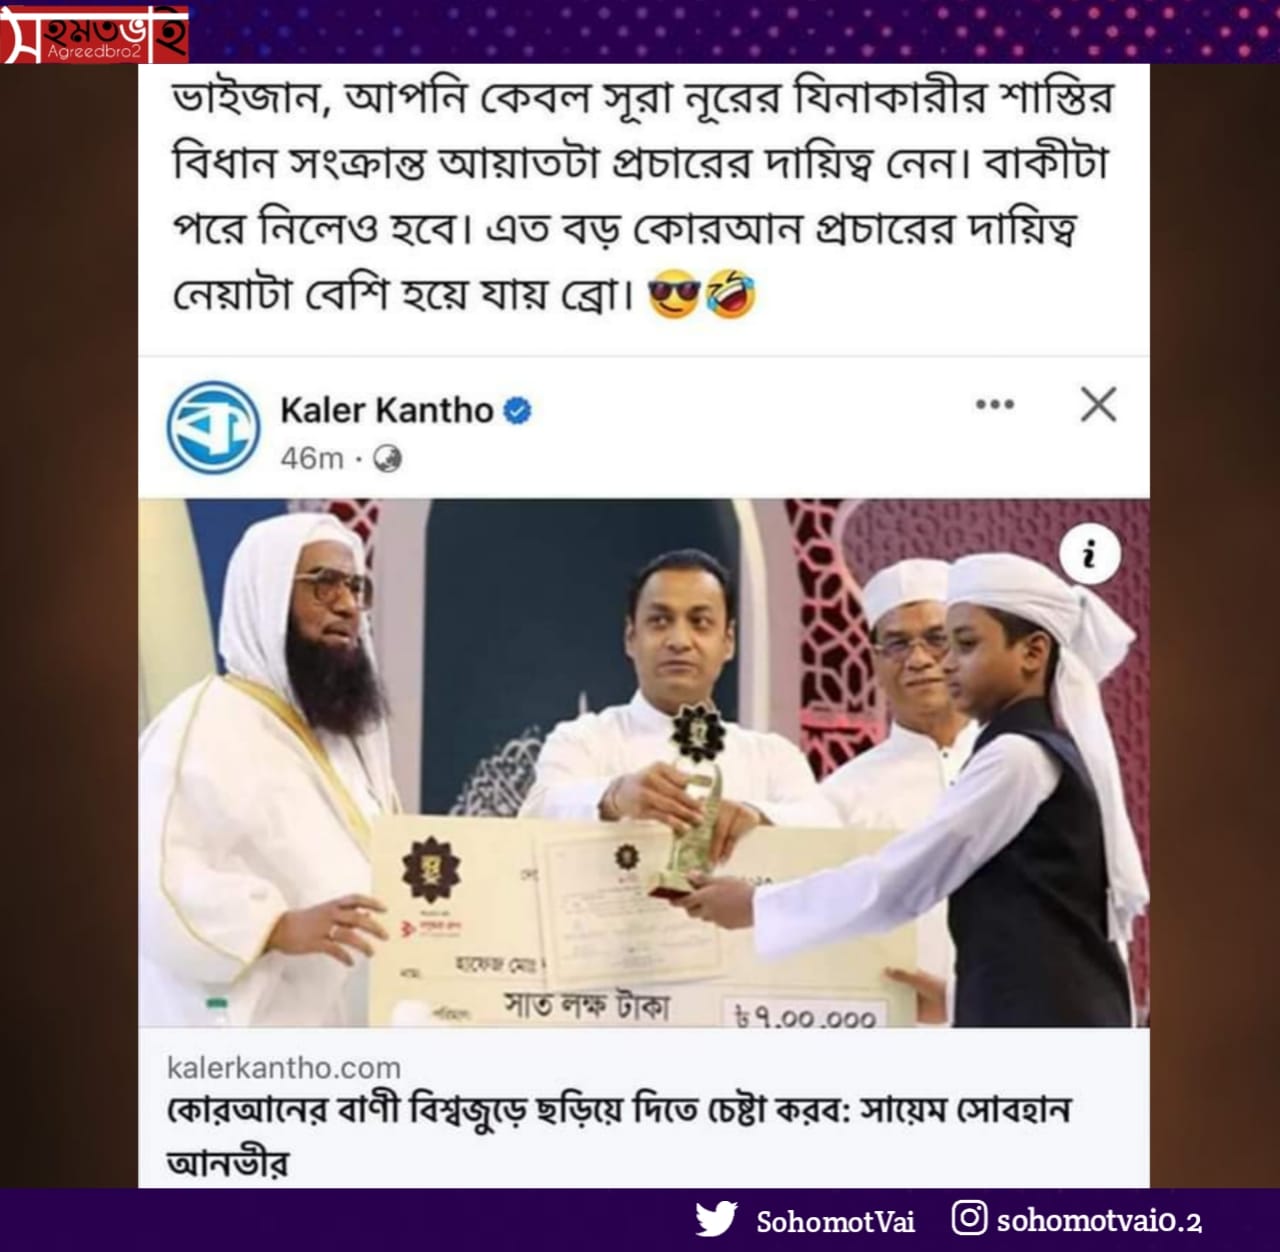 সহমতভাই
Agreedbro2
ভাইজান, আপনি কেবল সূরা নূরের যিনাকারীর শাস্তির
বিধান সংক্রান্ত আয়াতটা প্রচারের দায়িত্ব নেন। বাকীটা
পরে নিলেও হবে। এত বড় কোরআন প্রচারের দায়িত্ব
নেয়াটা বেশি হয়ে যায় ব্রো। 😎🤣
Kaler Kantho
46m
হাফেজ মোঃ
সাত লক্ষ টাকা
৳ ৭,০০,০০০
kalerkantho.com
কোরআনের বাণী বিশ্বজুড়ে ছড়িয়ে দিতে চেষ্টা করব: সায়েম সোবহান
আনভীর
SohomotVai
sohomotvai0.2